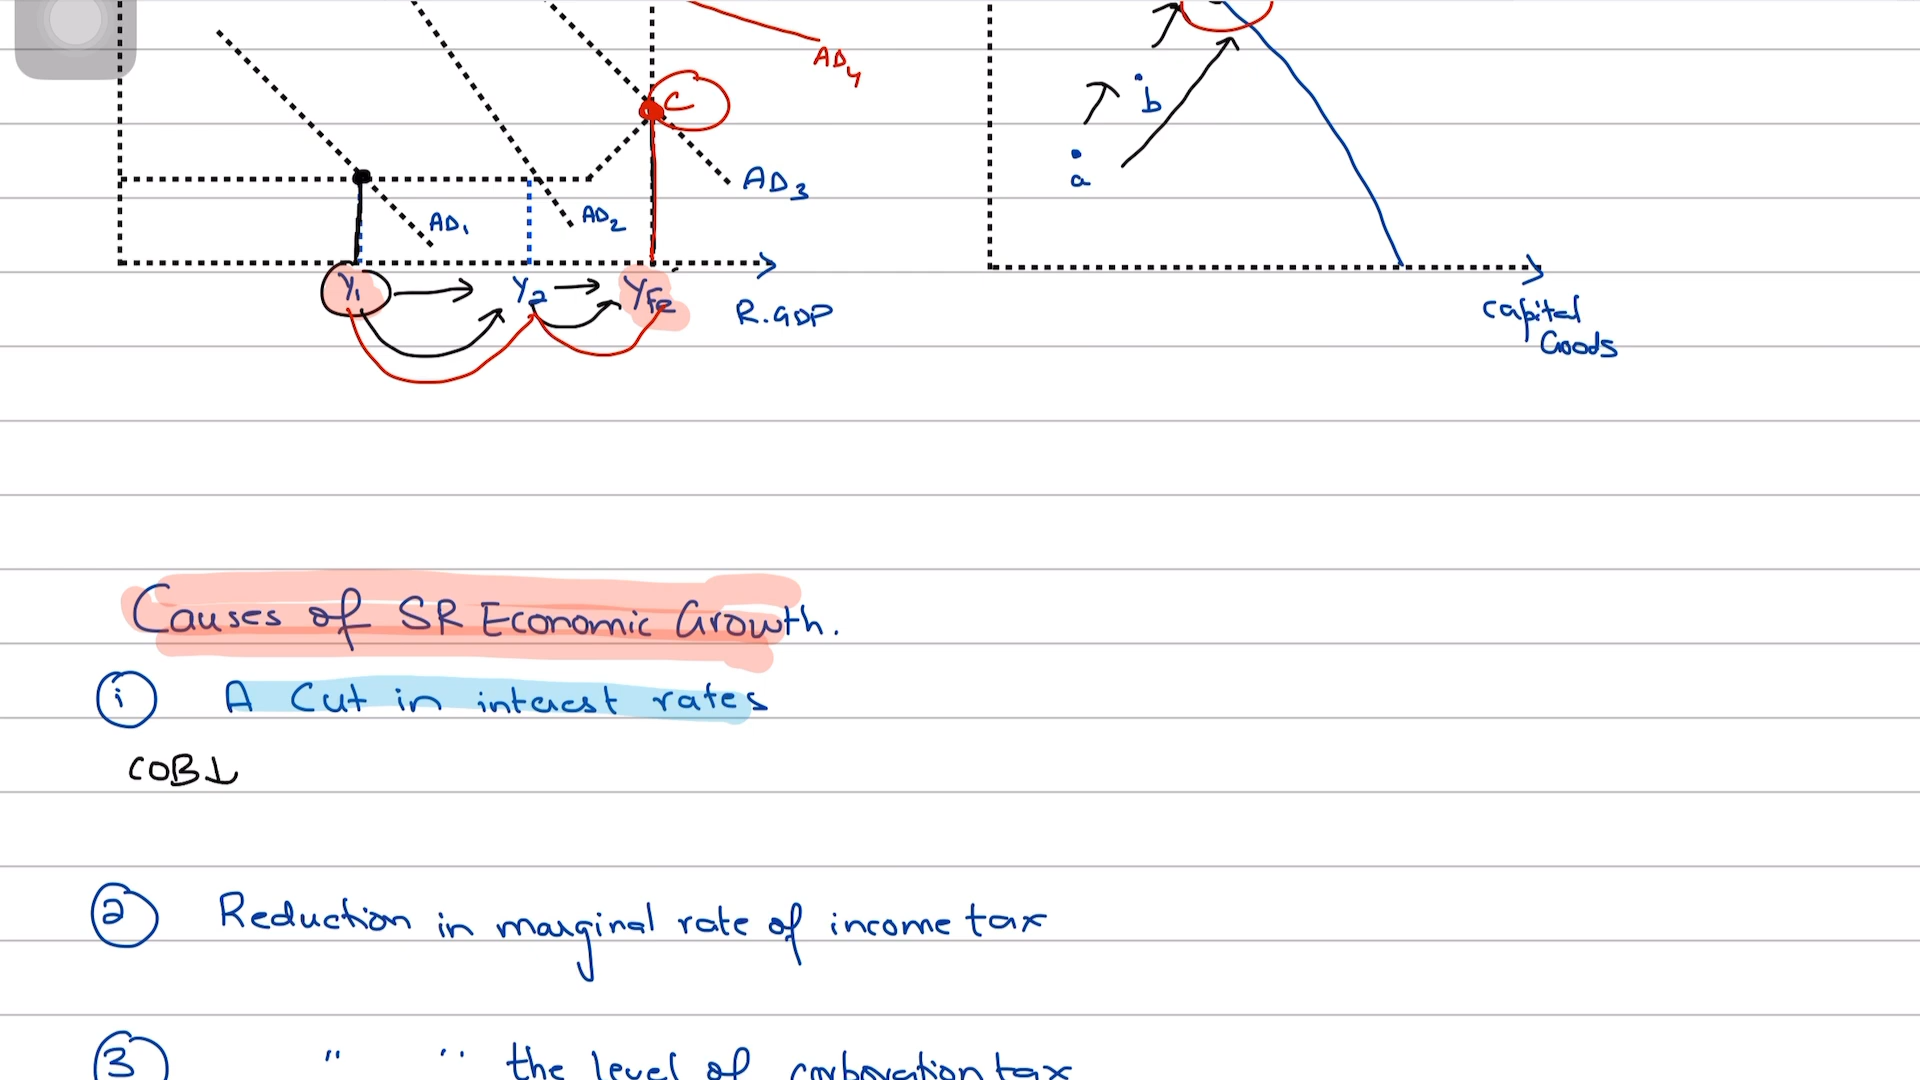 AD4
C
b
a
AD3
AD1
AD2
Y1
Y2
YFE
R.GDP
Capital
Goods
Causes of SR Economic Growth.
1 A Cut in interest rates
COB↓
2 Reduction in marginal rate of income tax
3 " " the level of corporation tax